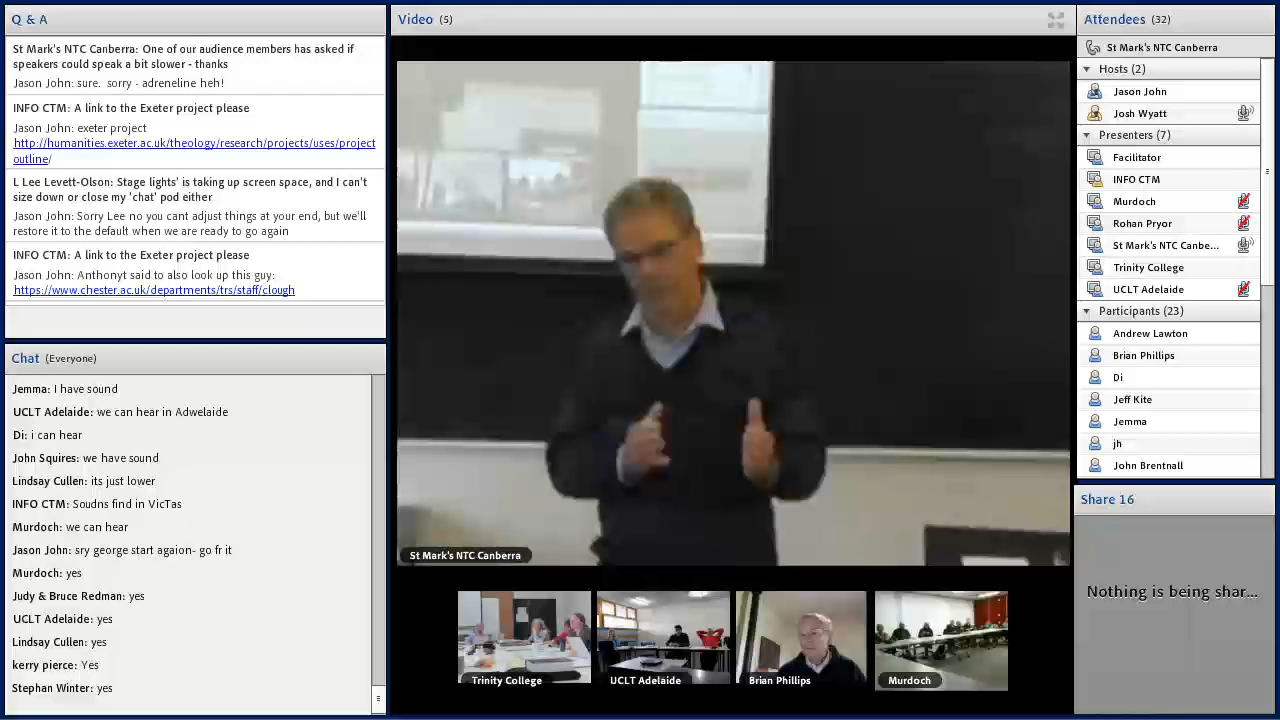 Q & A
St Mark's NTC Canberra: One of our audience members has asked if
speakers could speak a bit slower - thanks
Jason John: sure.  sorry - adreneline heh!
INFO CTM: A link to the Exeter project please
Jason John: exeter project
http://humanities.exeter.ac.uk/theology/research/projects/uses/project
outline/
L Lee Levett-Olson: Stage lights' is taking up screen space, and I can't
size down or close my 'chat' pod either
Jason John: Sorry Lee no you cant adjust things at your end, but we'll
restore it to the default when we are ready to go again
INFO CTM: A link to the Exeter project please
Jason John: Anthonyt said to also look up this guy:
https://www.chester.ac.uk/departments/trs/staff/clough
Chat (Everyone)
Jemma: I have sound
UCLT Adelaide: we can hear in Adwelaide
Di: i can hear
John Squires: we have sound
Lindsay Cullen: its just lower
INFO CTM: Soudns find in VicTas
Murdoch: we can hear
Jason John: sry george start agaion- go fr it
Murdoch: yes
Judy & Bruce Redman: yes
UCLT Adelaide: yes
Lindsay Cullen: yes
kerry pierce: Yes
Stephan Winter: yes
Video (5)
St Mark's NTC Canberra
Trinity College
UCLT Adelaide
Brian Phillips
Murdoch
Attendees (32)
St Mark's NTC Canberra
Hosts (2)
Jason John
Josh Wyatt
Presenters (7)
Facilitator
INFO CTM
Murdoch
Rohan Pryor
St Mark's NTC Canbe...
Trinity College
UCLT Adelaide
Participants (23)
Andrew Lawton
Brian Phillips
Di
Jeff Kite
Jemma
jh
John Brentnall
Share 16
Nothing is being shar...